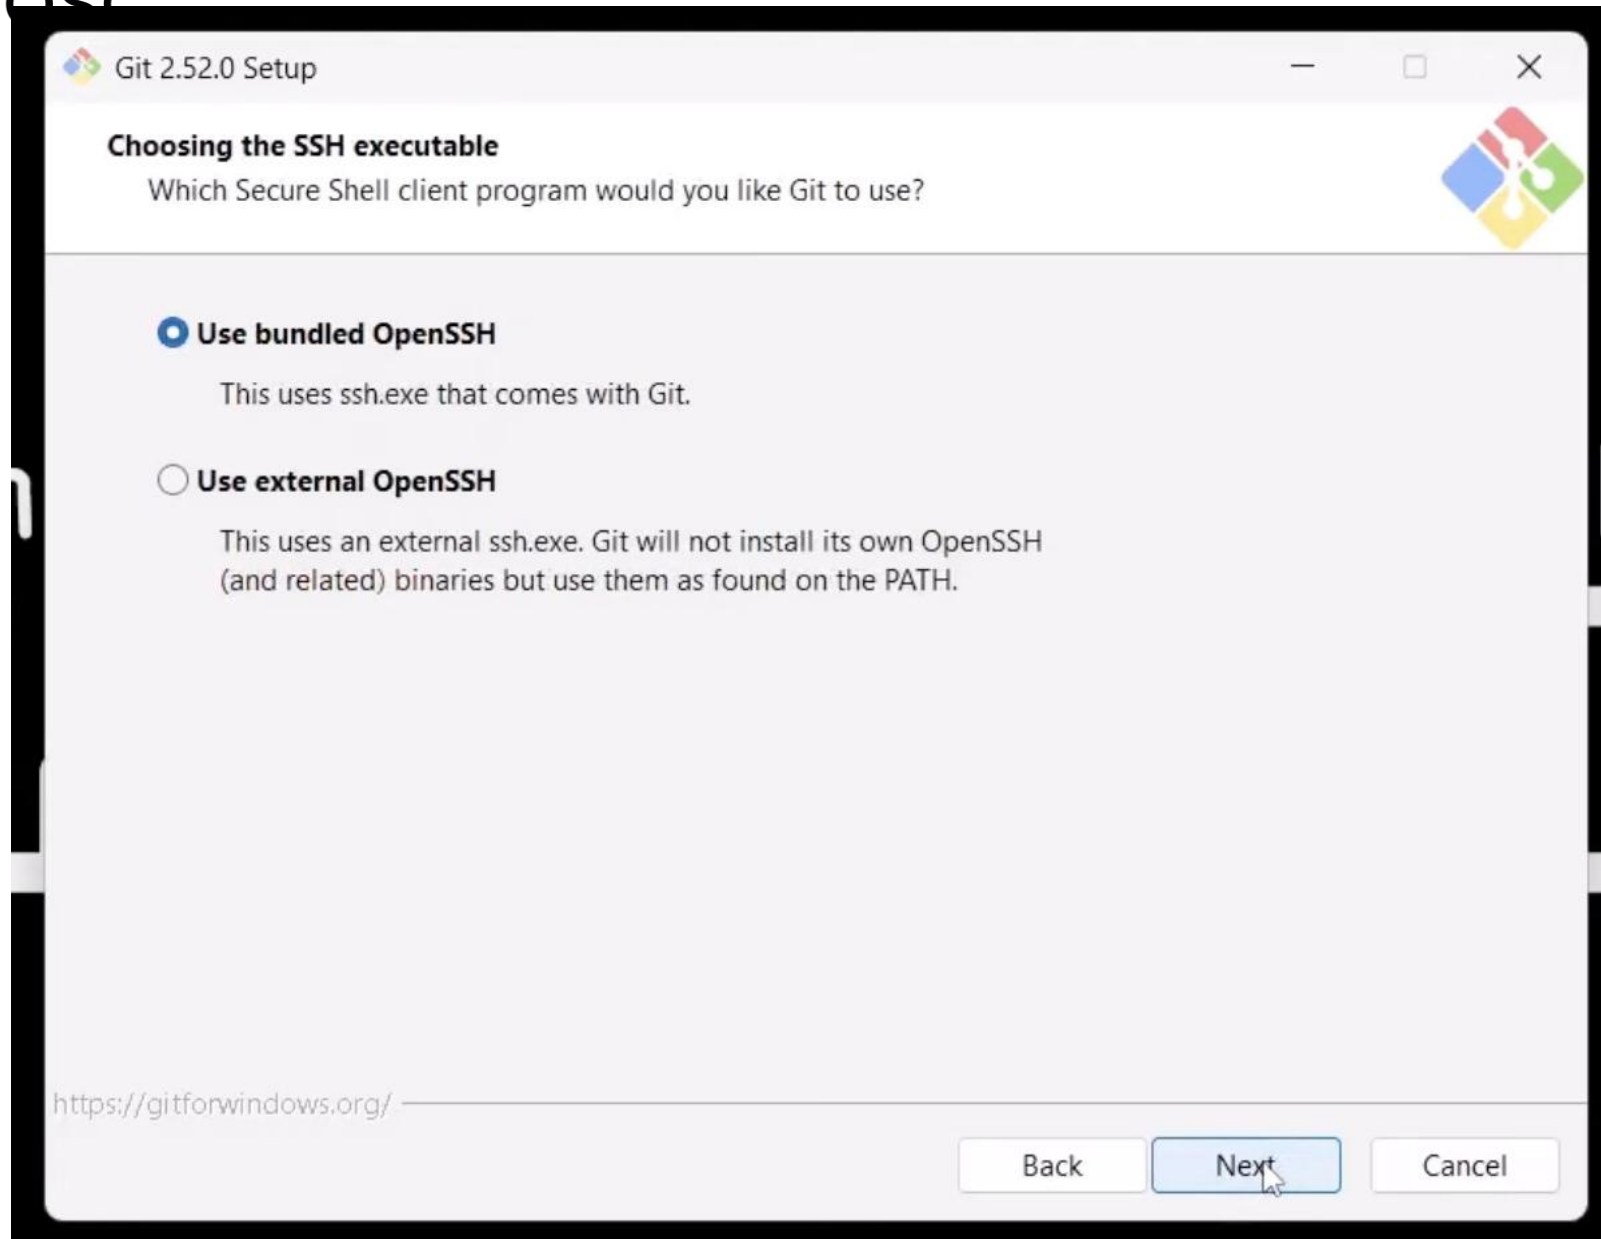 Git 2.52.0 Setup
Choosing the SSH executable
Which Secure Shell client program would you like Git to use?
Use bundled OpenSSH
This uses ssh.exe that comes with Git.
Use external OpenSSH
This uses an external ssh.exe. Git will not install its own OpenSSH
(and related) binaries but use them as found on the PATH.
https://gitforwindows.org/
Back Next Cancel